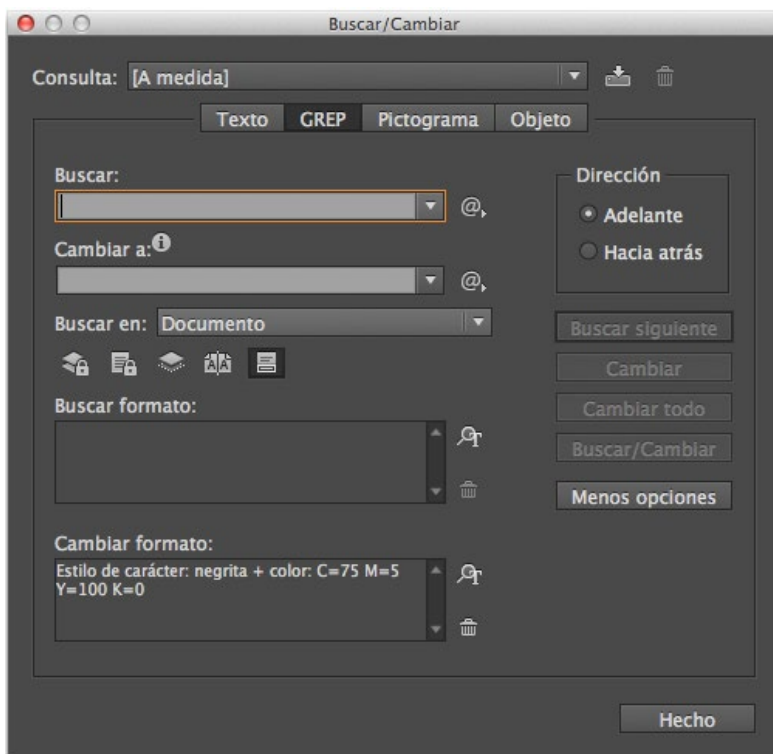 Buscar/Cambiar
Consulta: [A medida]
Texto GREP Pictograma Objeto
Buscar:
Cambiar a:
Buscar en: Documento
Buscar formato:
Cambiar formato:
Estilo de carácter: negrita + color: C=75 M=5
Y=100 K=0
Dirección
Adelante
Hacia atrás
Buscar siguiente
Cambiar
Cambiar todo
Buscar/Cambiar
Menos opciones
Hecho